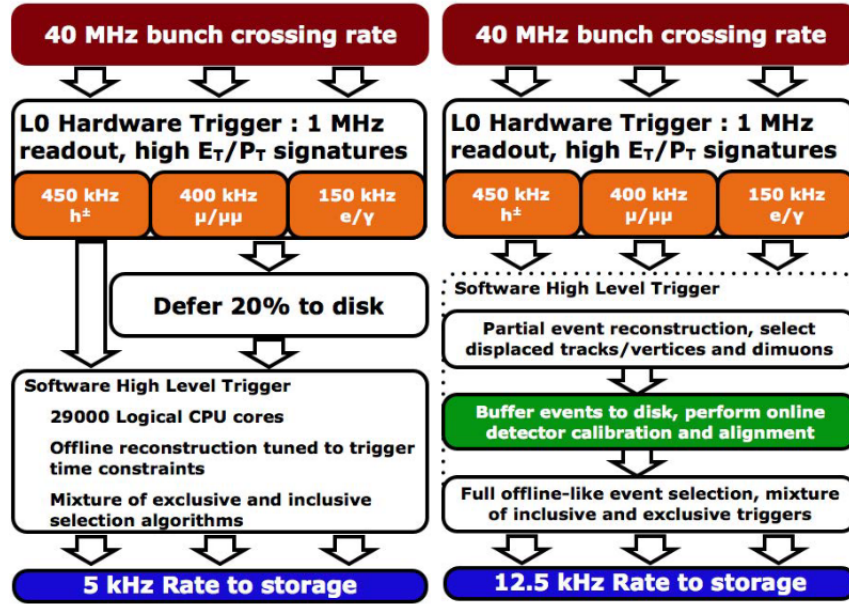 40 MHz bunch crossing rate
L0 Hardware Trigger : 1 MHz
readout, high E_T/P_T signatures
450 kHz
h±
400 kHz
μ/μμ
150 kHz
e/γ
Defer 20% to disk
Software High Level Trigger
29000 Logical CPU cores
Offline reconstruction tuned to trigger
time constraints
Mixture of exclusive and inclusive
selection algorithms
5 kHz Rate to storage
40 MHz bunch crossing rate
L0 Hardware Trigger : 1 MHz
readout, high E_T/P_T signatures
450 kHz
h±
400 kHz
μ/μμ
150 kHz
e/γ
Software High Level Trigger
Partial event reconstruction, select
displaced tracks/vertices and dimuons
Buffer events to disk, perform online
detector calibration and alignment
Full offline-like event selection, mixture
of inclusive and exclusive triggers
12.5 kHz Rate to storage